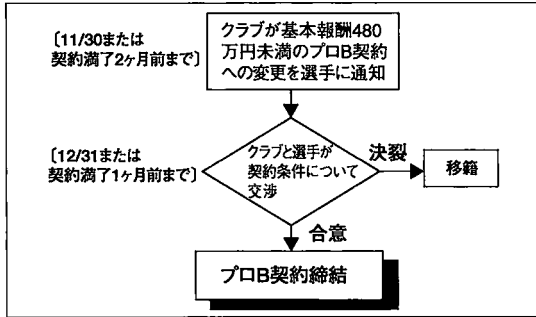 〔11/30または
契約満了2ヶ月前まで〕
クラブが基本報酬480
万円未満のプロB契約
への変更を選手に通知
〔12/31または
契約満了1ヶ月前まで〕
クラブと選手が
契約条件について
交渉
決裂
移籍
合意
プロB契約締結